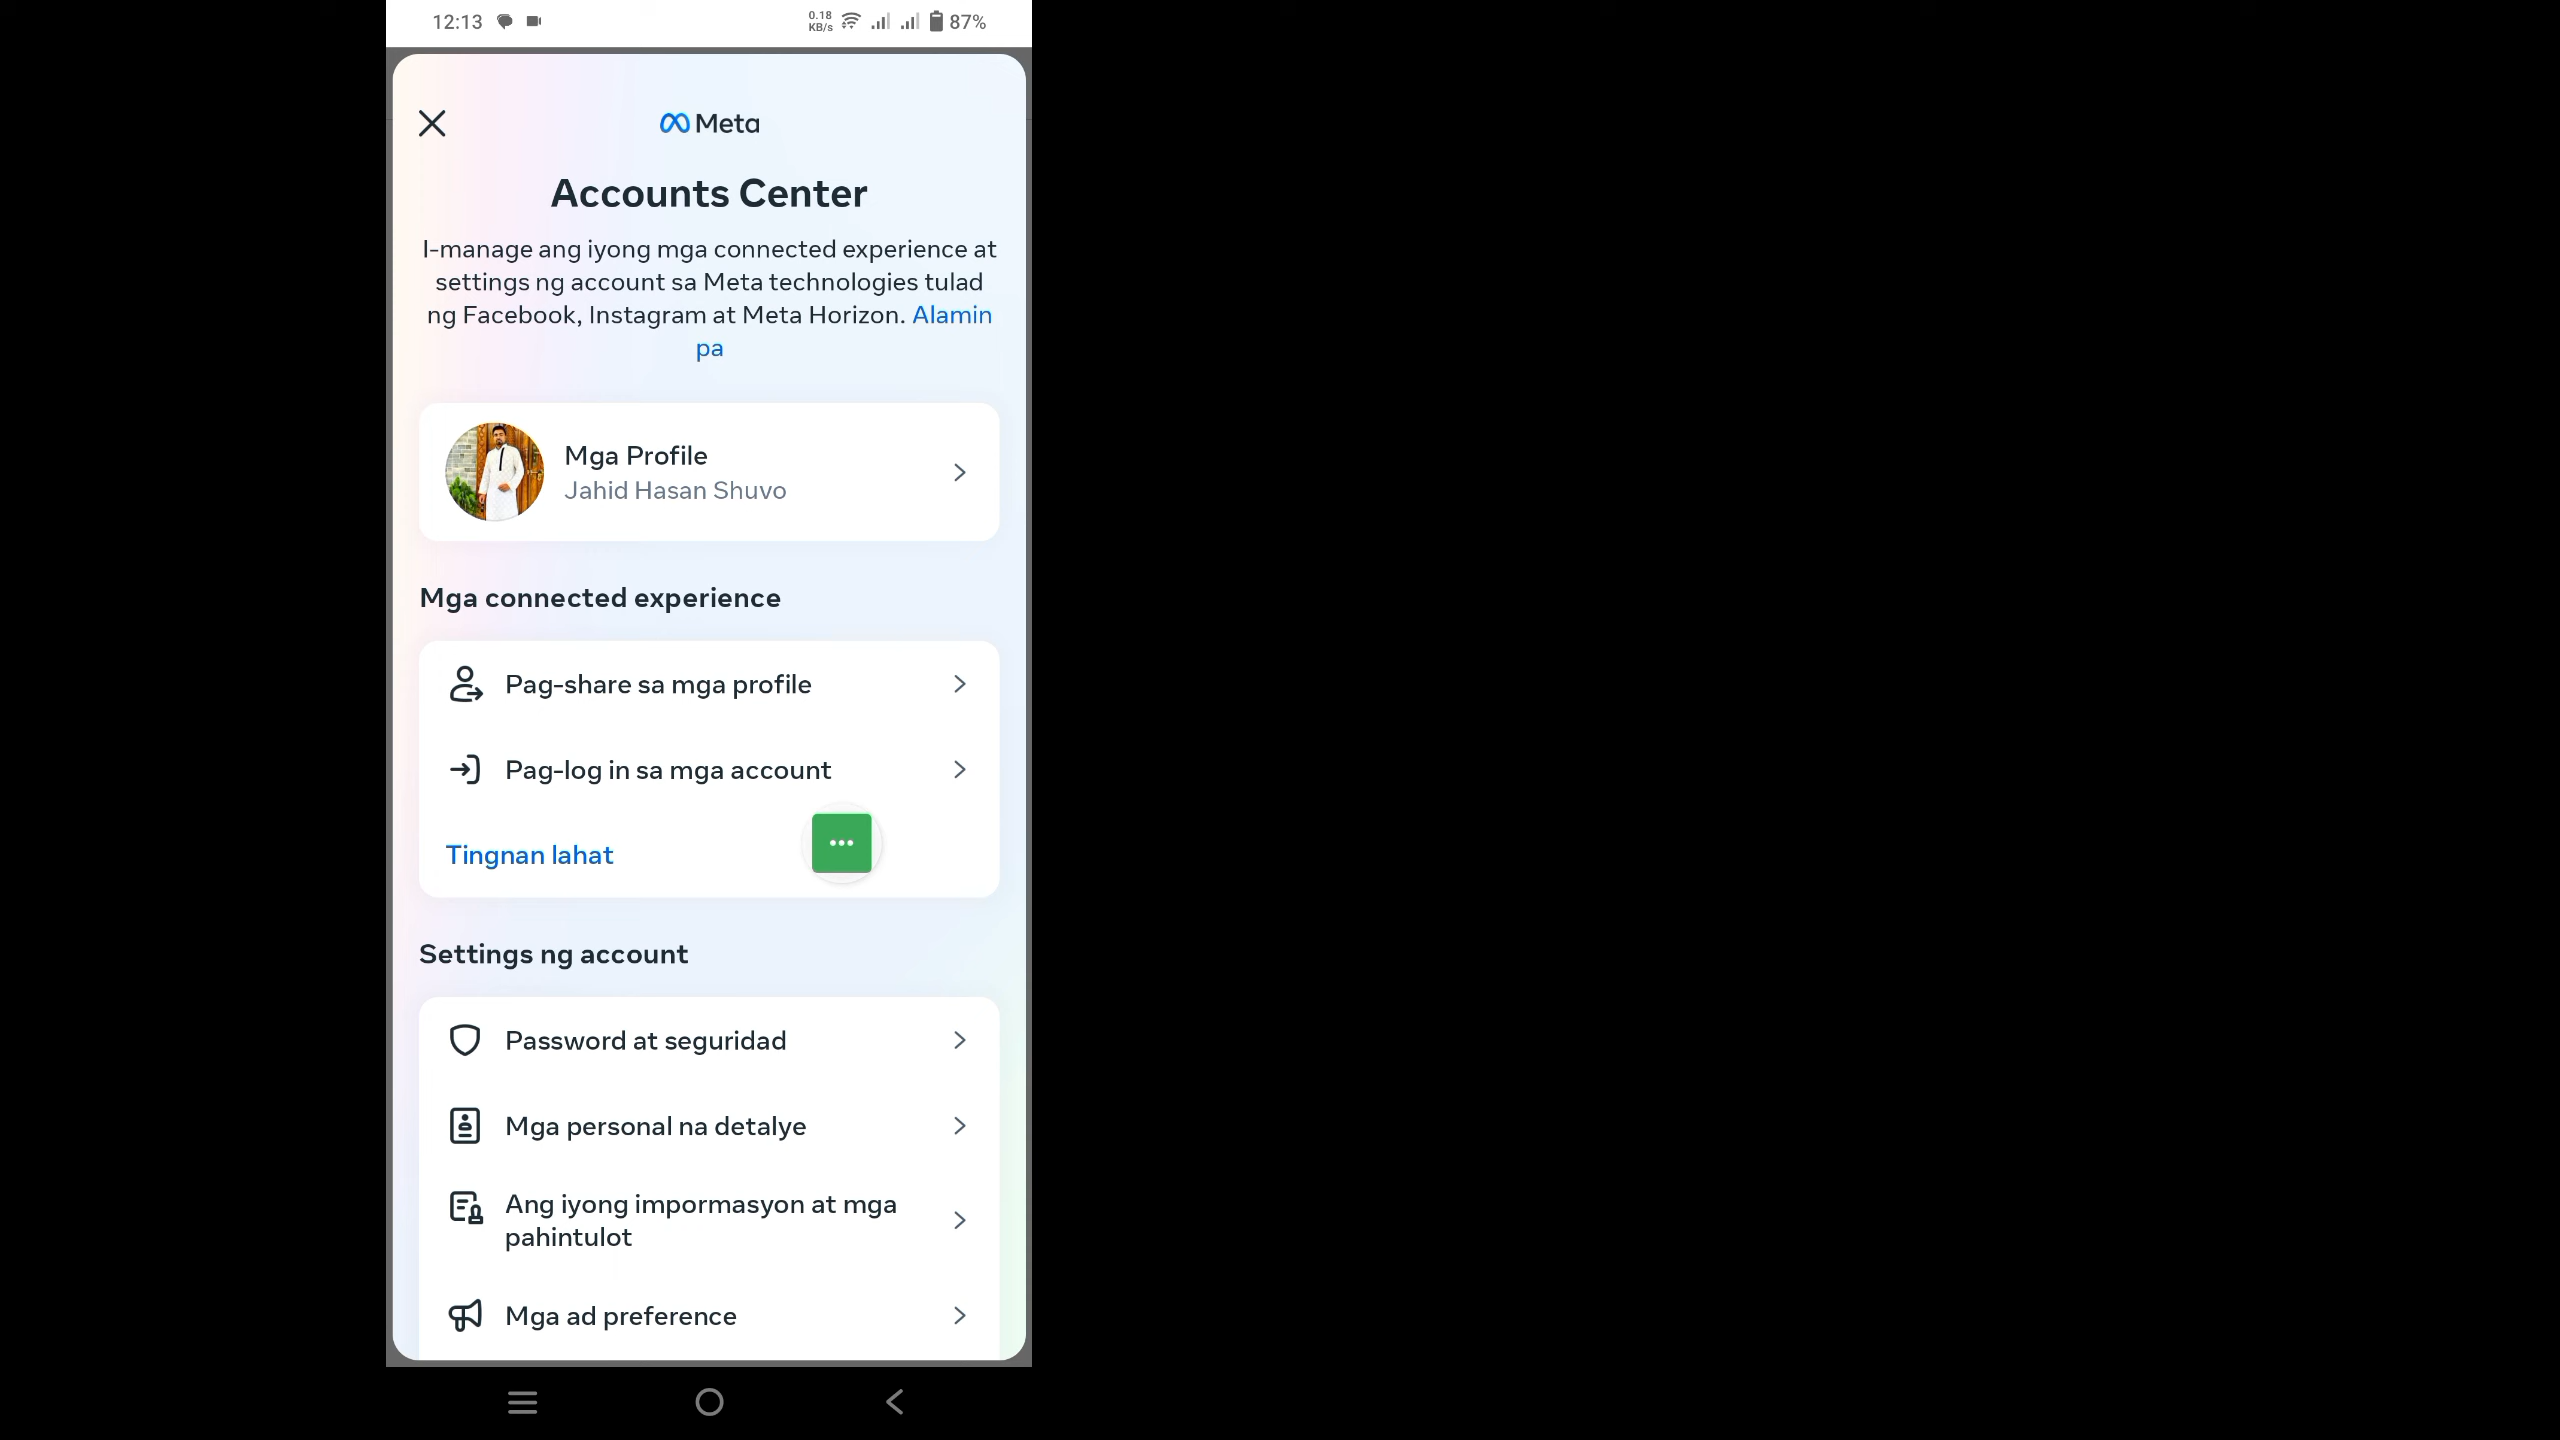 12:13
0.18
KB/s
87%
Meta
Accounts Center
I-manage ang iyong mga connected experience at
settings ng account sa Meta technologies tulad
ng Facebook, Instagram at Meta Horizon. Alamin
pa
Mga Profile
Jahid Hasan Shuvo
Mga connected experience
Pag-share sa mga profile
Pag-log in sa mga account
Tingnan lahat
Settings ng account
Password at seguridad
Mga personal na detalye
Ang iyong impormasyon at mga
pahintulot
Mga ad preference